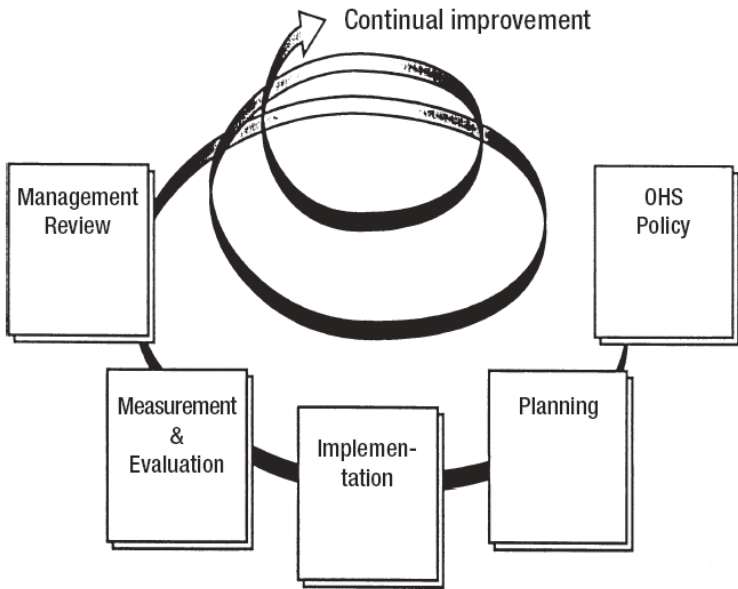 Continual improvement
Management
Review
OHS
Policy
Measurement
&
Evaluation
Implemen-
tation
Planning